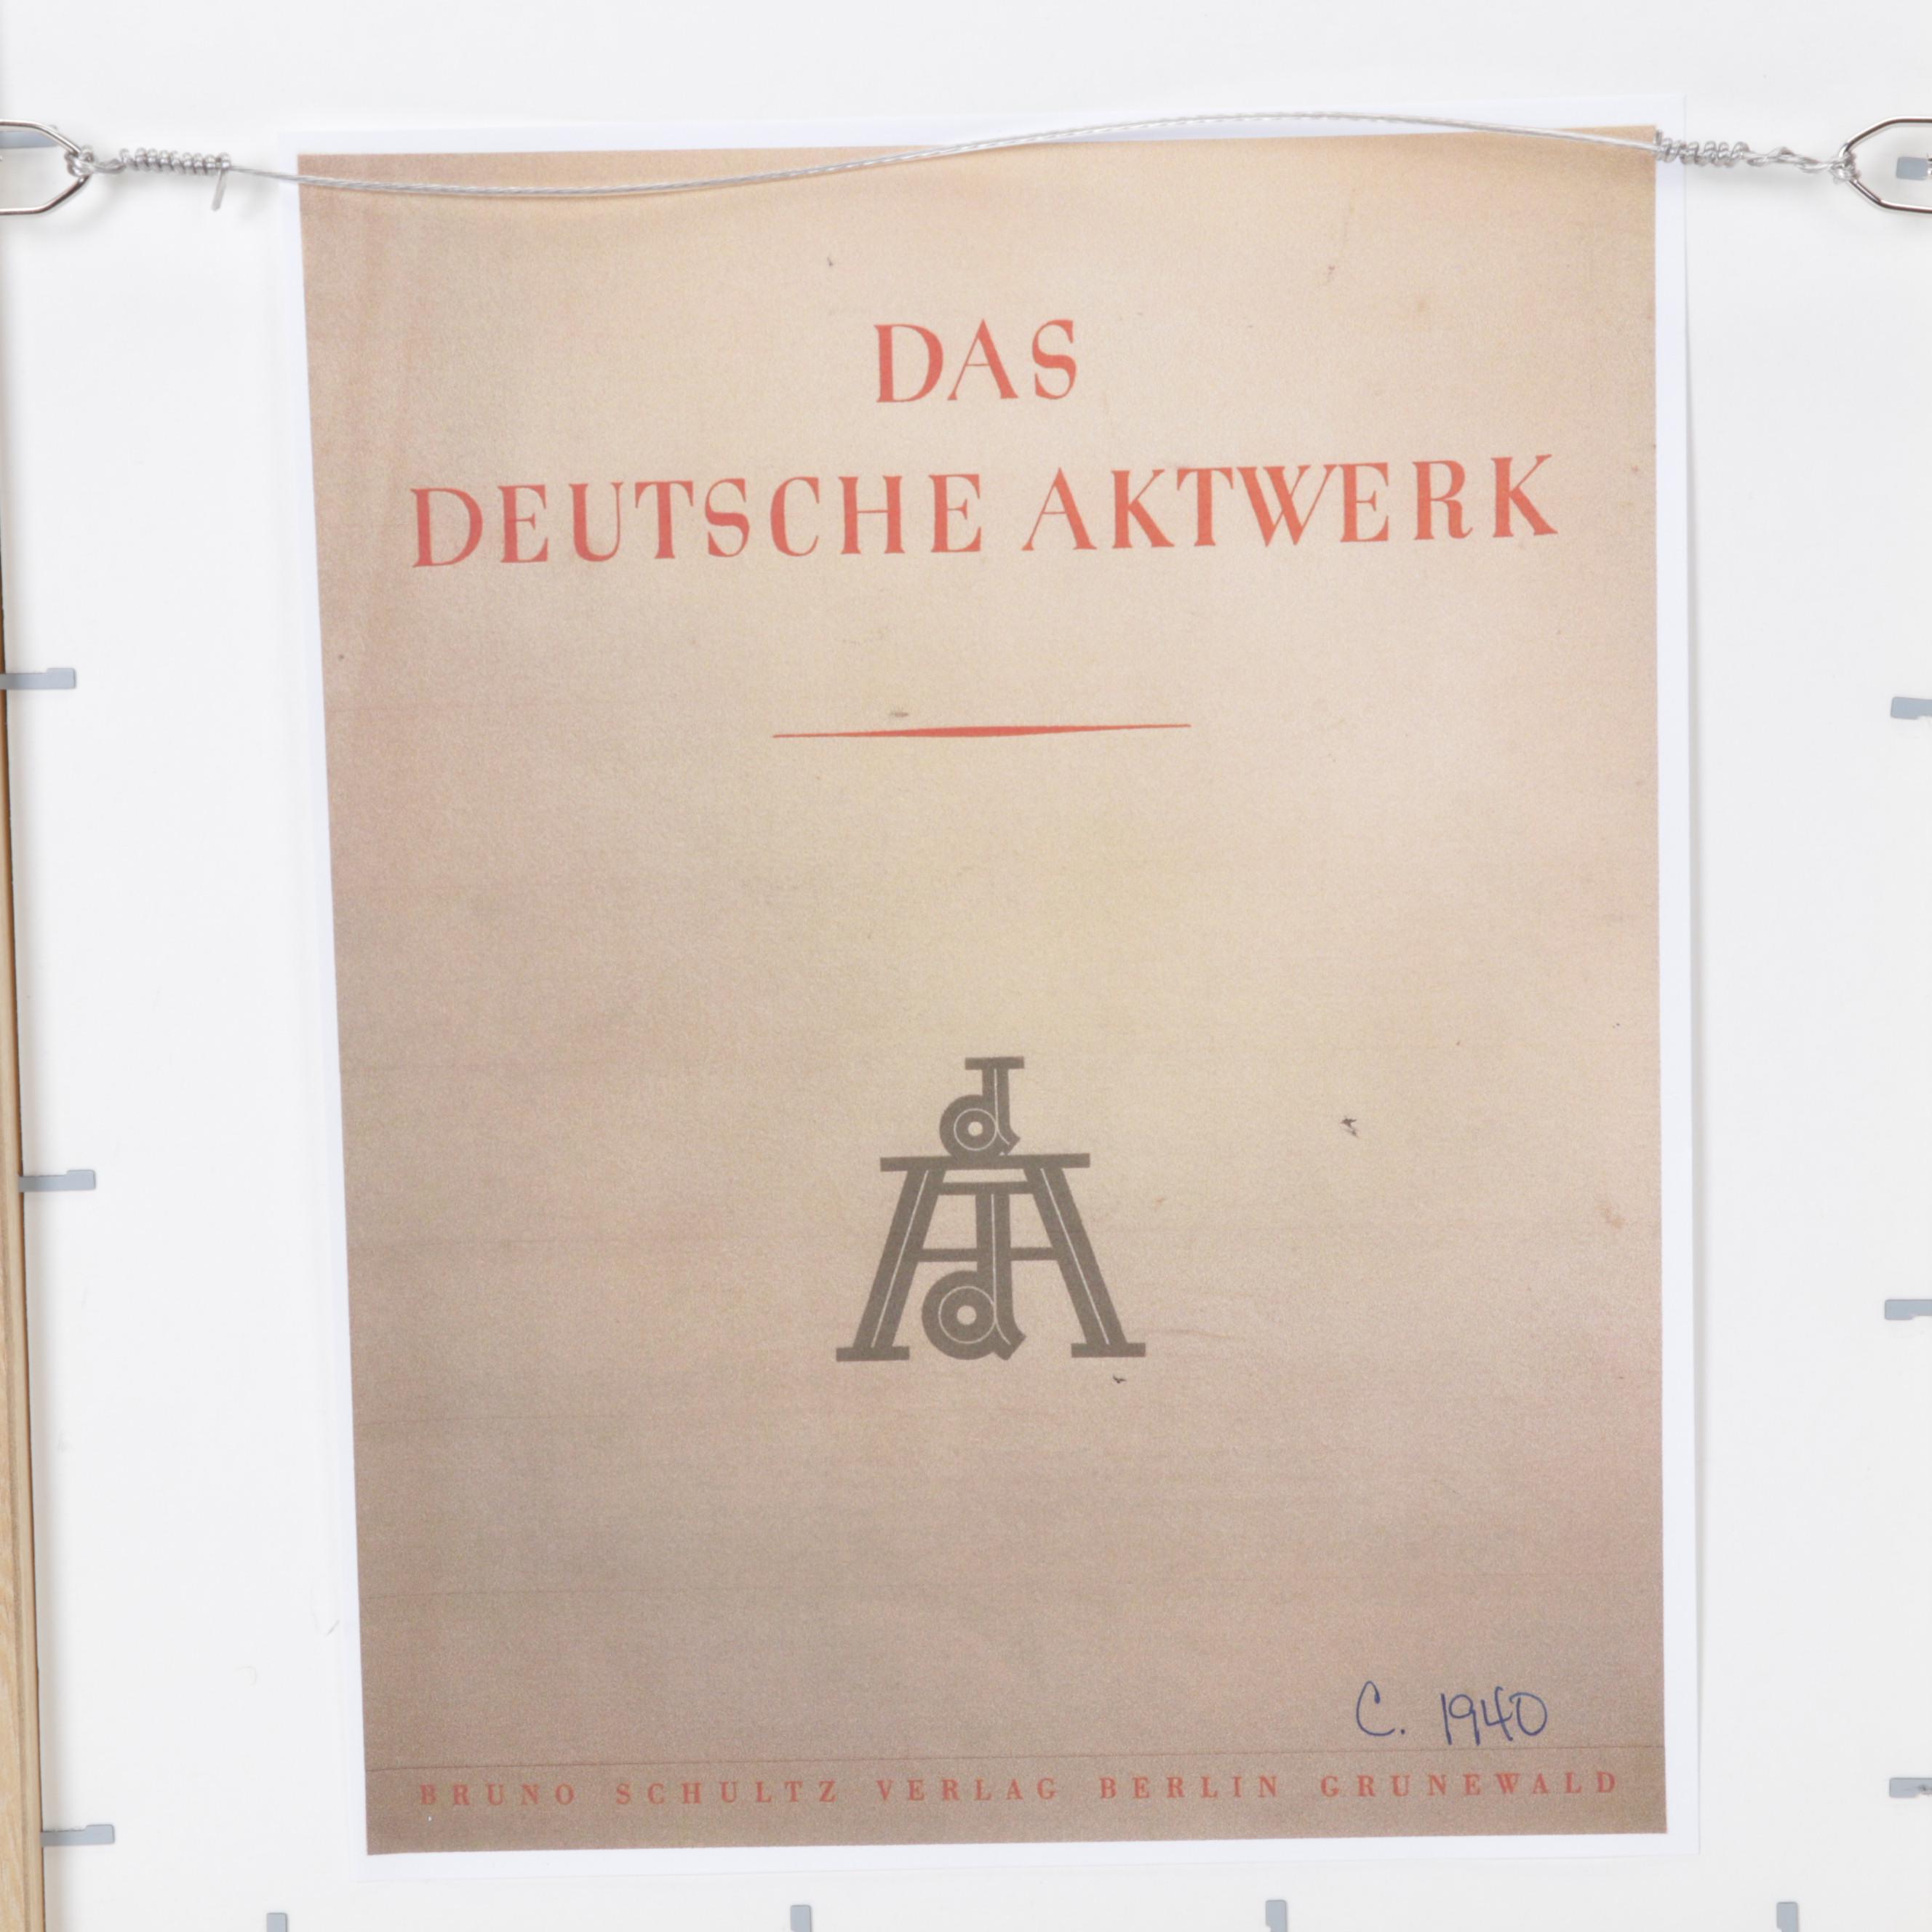 DAS
DEUTSCHE AKTWERK
d
A
d
C. 1940
BRUNO SCHULTZ VERLAG BERLIN GRUNEWALD